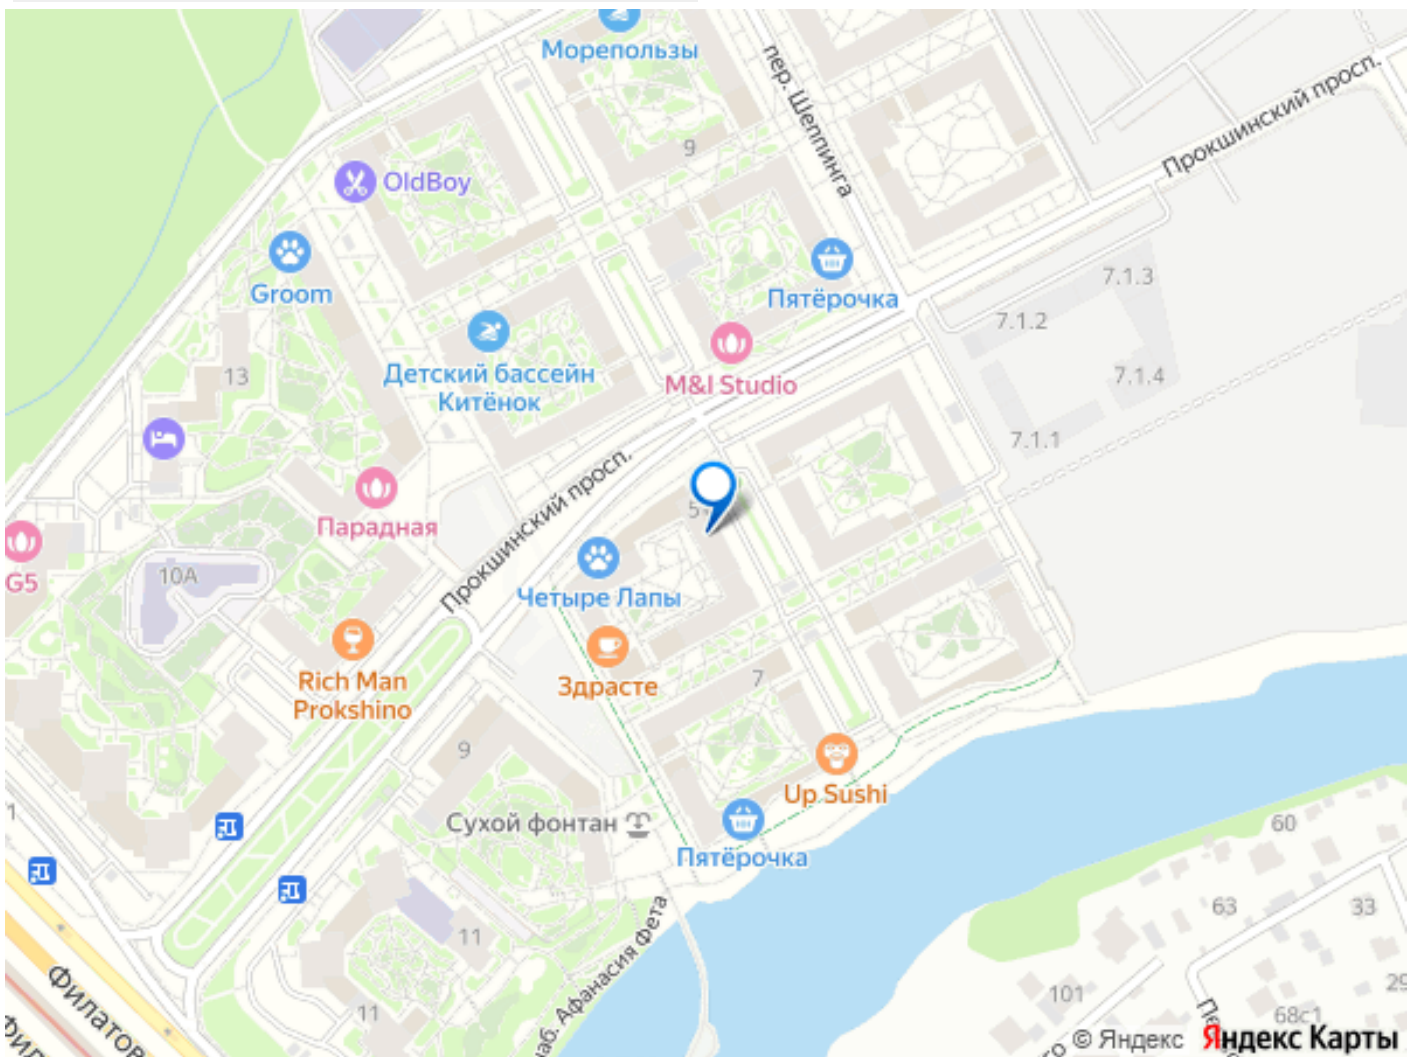 Морепользы
пер. Шеппинга
Прокшинский просп.
9
OldBoy
Groom
Пятёрочка
7.1.3
7.1.2
7.1.4
7.1.1
Детский бассейн
Китёнок
M&I Studio
13
Парадная
Прокшинский просп.
G5
10А
Четыре Лапы
Rich Man
Prokshino
Здрасте
7
9
Up Sushi
Сухой фонтан
Пятёрочка
1
11
11
наб. Афанасия Фета
Филатов
Фил
60
63
33
101
29
68с1
© Яндекс
Яндекс Карты